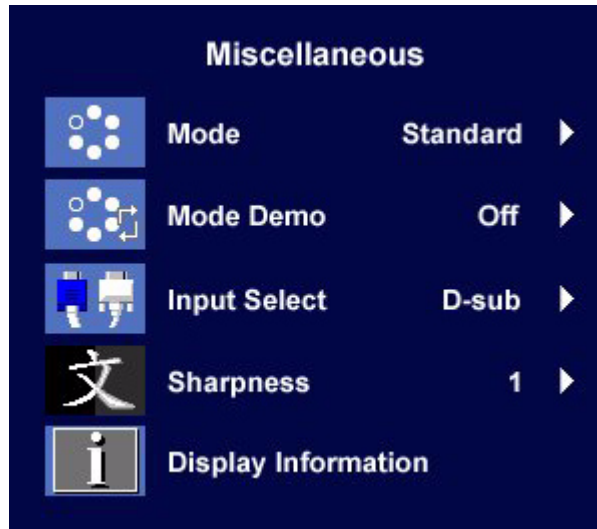 Miscellaneous
Mode Standard
Mode Demo Off
Input Select D-sub
文 Sharpness 1
i Display Information